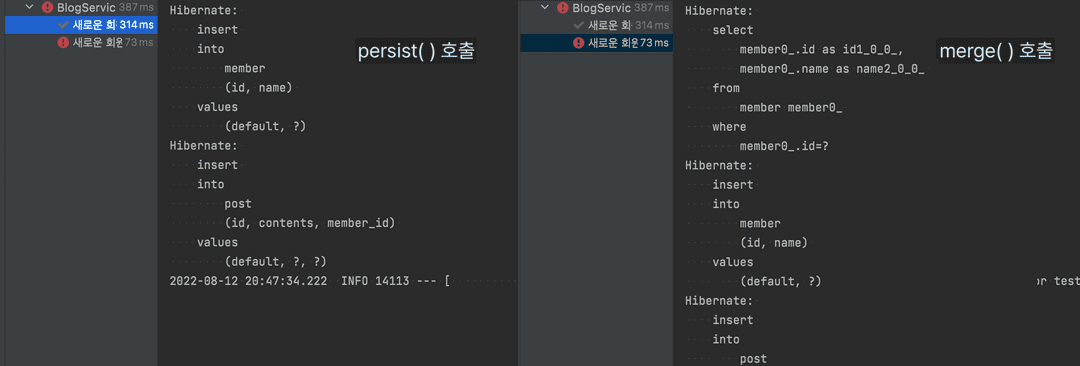 BlogServic 387 ms
새로운 회 314 ms
새로운 회원 73 ms
Hibernate:
insert
into
member
(id, name)
values
(default, ?)
Hibernate:
insert
into
post
(id, contents, member_id)
values
(default, ?, ?)
2022-08-12 20:47:34.222  INFO 14113 --- [
persist( ) 호출
BlogServic 387 ms
새로운 회 314 ms
새로운 회원 73 ms
Hibernate:
select
member0_.id as id1_0_0_,
member0_.name as name2_0_0_
from
member member0_
where
member0_.id=?
Hibernate:
insert
into
member
(id, name)
values
(default, ?)
or test
Hibernate:
insert
into
post
merge( ) 호출